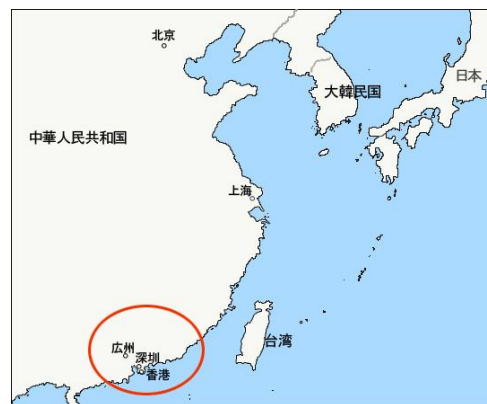 北京
日本
大韓民国
中華人民共和国
上海
広州
深圳
香港
台湾